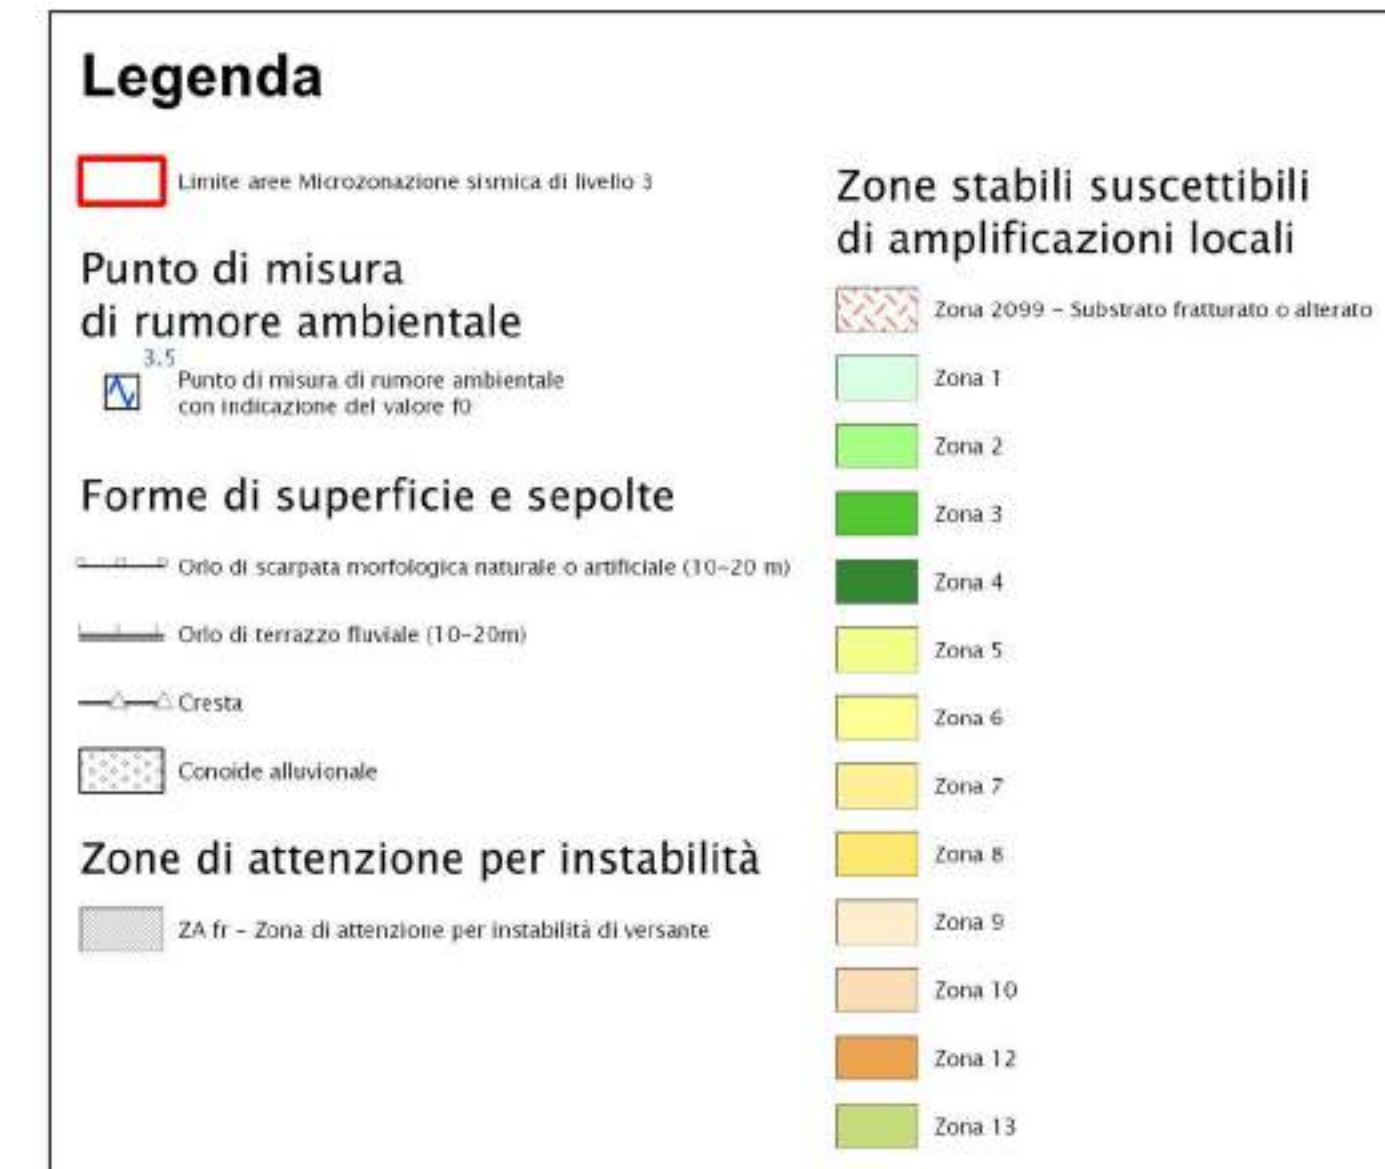 Legenda
Limite aree Microzonazione sismica di livello 3
Punto di misura
di rumore ambientale
3.5
Punto di misura di rumore ambientale
con indicazione del valore f0
Forme di superficie e sepolte
Orlo di scarpata morfologica naturale o artificiale (10-20 m)
Orlo di terrazzo fluviale (10-20m)
Cresta
Conoide alluvionale
Zone di attenzione per instabilità
ZA fr - Zona di attenzione per instabilità di versante
Zone stabili suscettibili
di amplificazioni locali
Zona 2099 - Substrato fratturato o alterato
Zona 1
Zona 2
Zona 3
Zona 4
Zona 5
Zona 6
Zona 7
Zona 8
Zona 9
Zona 10
Zona 12
Zona 13